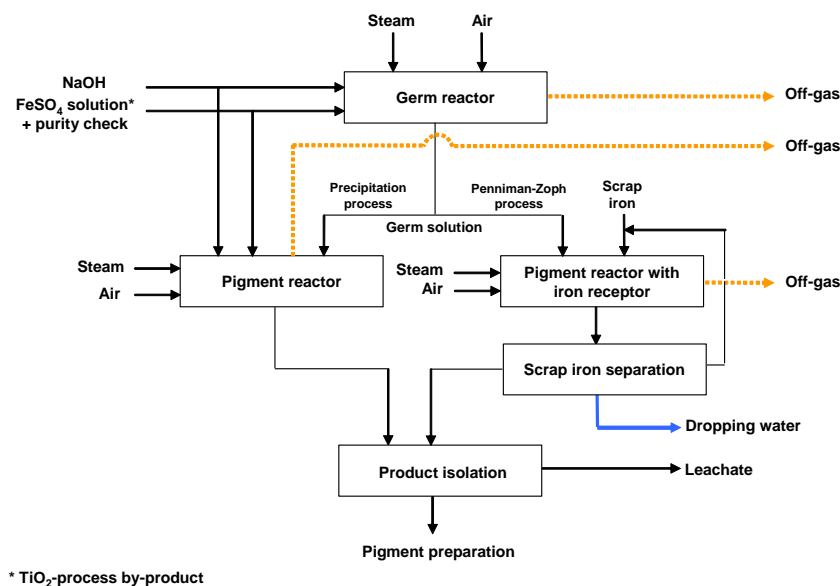 Steam
Air
NaOH
FeSO4 solution*
+ purity check
Germ reactor
Off-gas
Off-gas
Precipitation
process
Penniman-Zoph
process
Scrap
iron
Germ solution
Steam
Air
Pigment reactor
Steam
Air
Pigment reactor with
iron receptor
Off-gas
Scrap iron separation
Dropping water
Product isolation
Leachate
Pigment preparation
* TiO2-process by-product